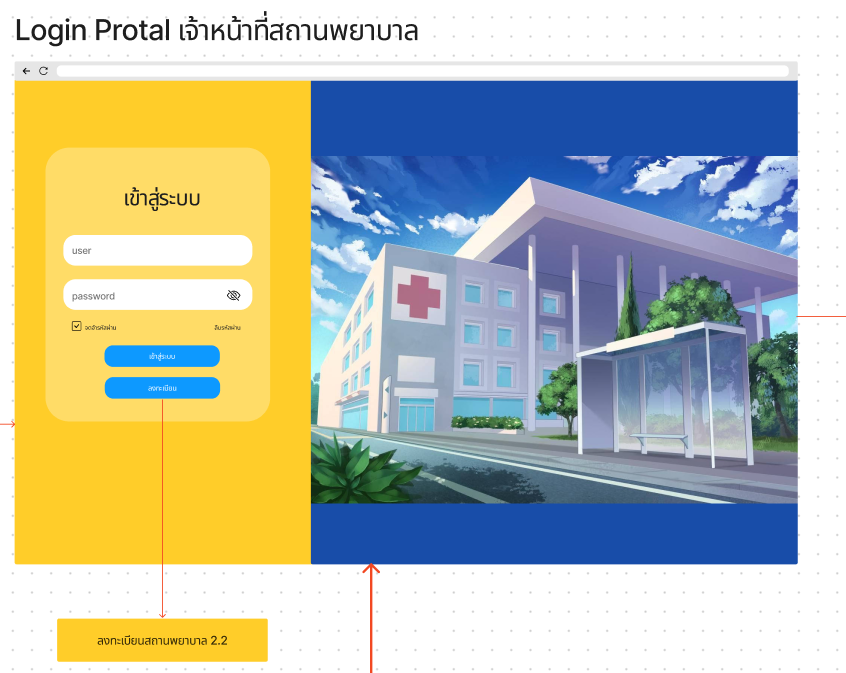 Login Protal เจ้าหน้าที่สถานพยาบาล
เข้าสู่ระบบ
user
password
จดจำรหัสผ่าน ลืมรหัสผ่าน
เข้าสู่ระบบ
ลงทะเบียน
ลงทะเบียนสถานพยาบาล 2.2